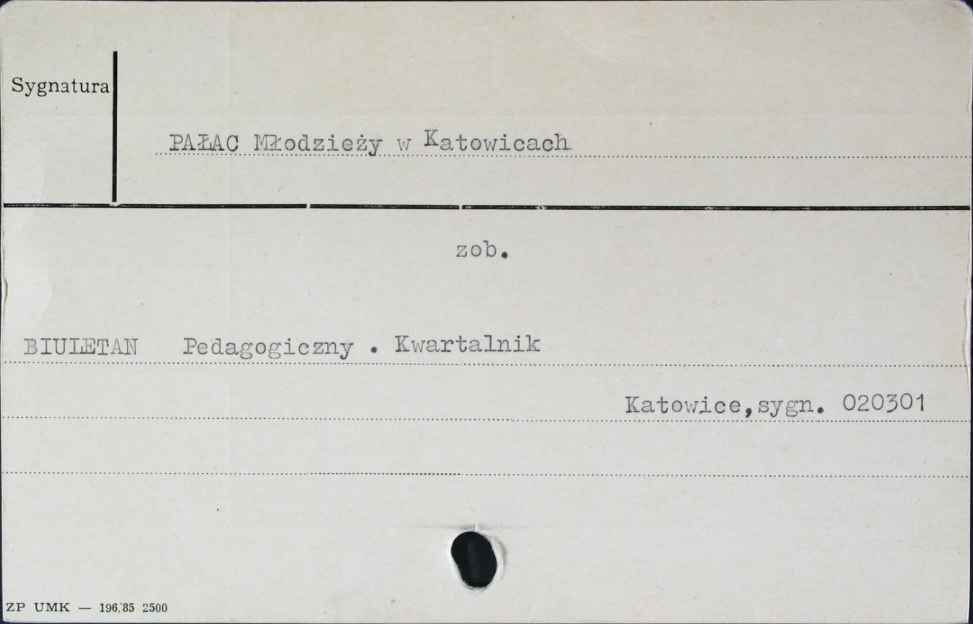 Sygnatura
PAŁAC Młodzieży w Katowicach
zob.
BIULETAN Pedagogiczny . Kwartalnik
Katowice,sygn. 020301
ZP UMK — 196/85 2500